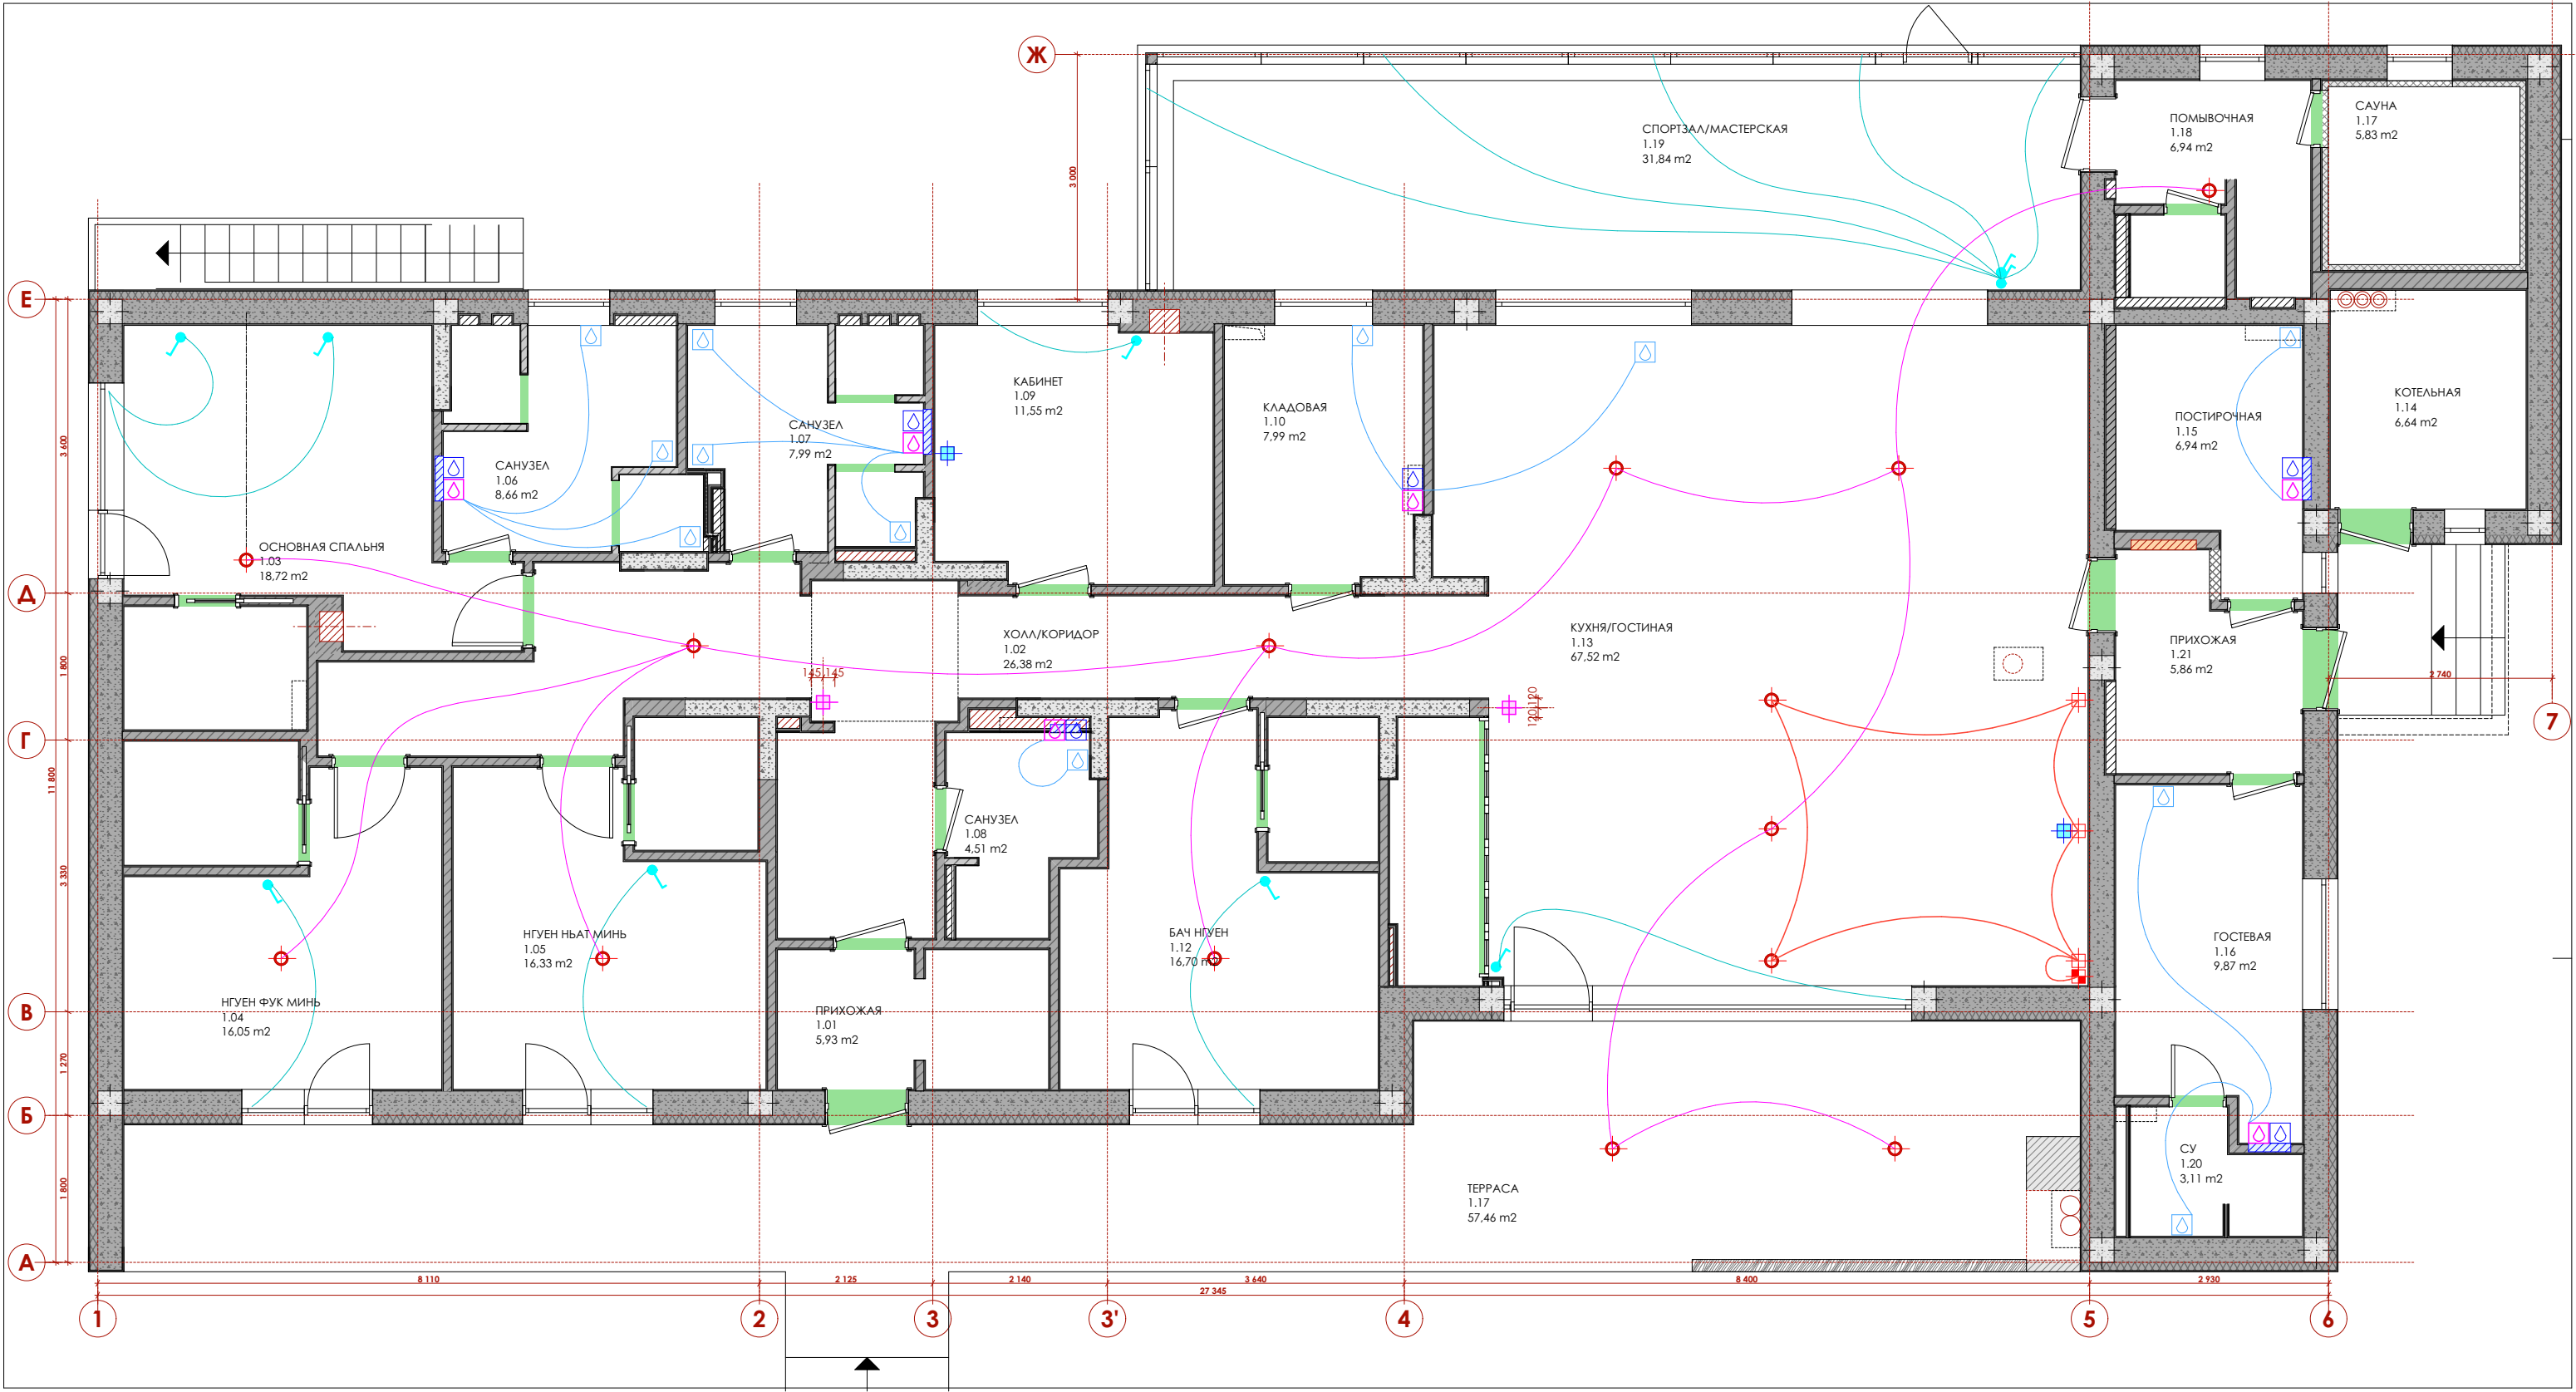 Ж
3 000
СПОРТЗАЛ/МАСТЕРСКАЯ
1.19
31,84 m2
ПОМЫВОЧНАЯ
1.18
6,94 m2
САУНА
1.17
5,83 m2
Е
3 600
ОСНОВНАЯ СПАЛЬНЯ
1.03
18,72 m2
САНУЗЕЛ
1.06
8,66 m2
САНУЗЕЛ
1.07
7,99 m2
КАБИНЕТ
1.09
11,55 m2
КЛАДОВАЯ
1.10
7,99 m2
ПОСТИРОЧНАЯ
1.15
6,94 m2
КОТЕЛЬНАЯ
1.14
6,64 m2
Д
1 800
ХОЛЛ/КОРИДОР
1.02
26,38 m2
КУХНЯ/ГОСТИНАЯ
1.13
67,52 m2
ПРИХОЖАЯ
1.21
5,86 m2
145,145
120,120
2 740
7
Г
11 800
3 330
САНУЗЕЛ
1.08
4,51 m2
НГУЕН ФУК МИНЬ
1.04
16,05 m2
НГУЕН НЬАТ МИНЬ
1.05
16,33 m2
ПРИХОЖАЯ
1.01
5,93 m2
БАЧ НГУЕН
1.12
16,70 m2
ГОСТЕВАЯ
1.16
9,87 m2
В
1 270
Б
1 800
ТЕРРАСА
1.17
57,46 m2
СУ
1.20
3,11 m2
А
8 110
2 125
2 140
3 640
8 400
2 930
27 345
1
2
3
3'
4
5
6